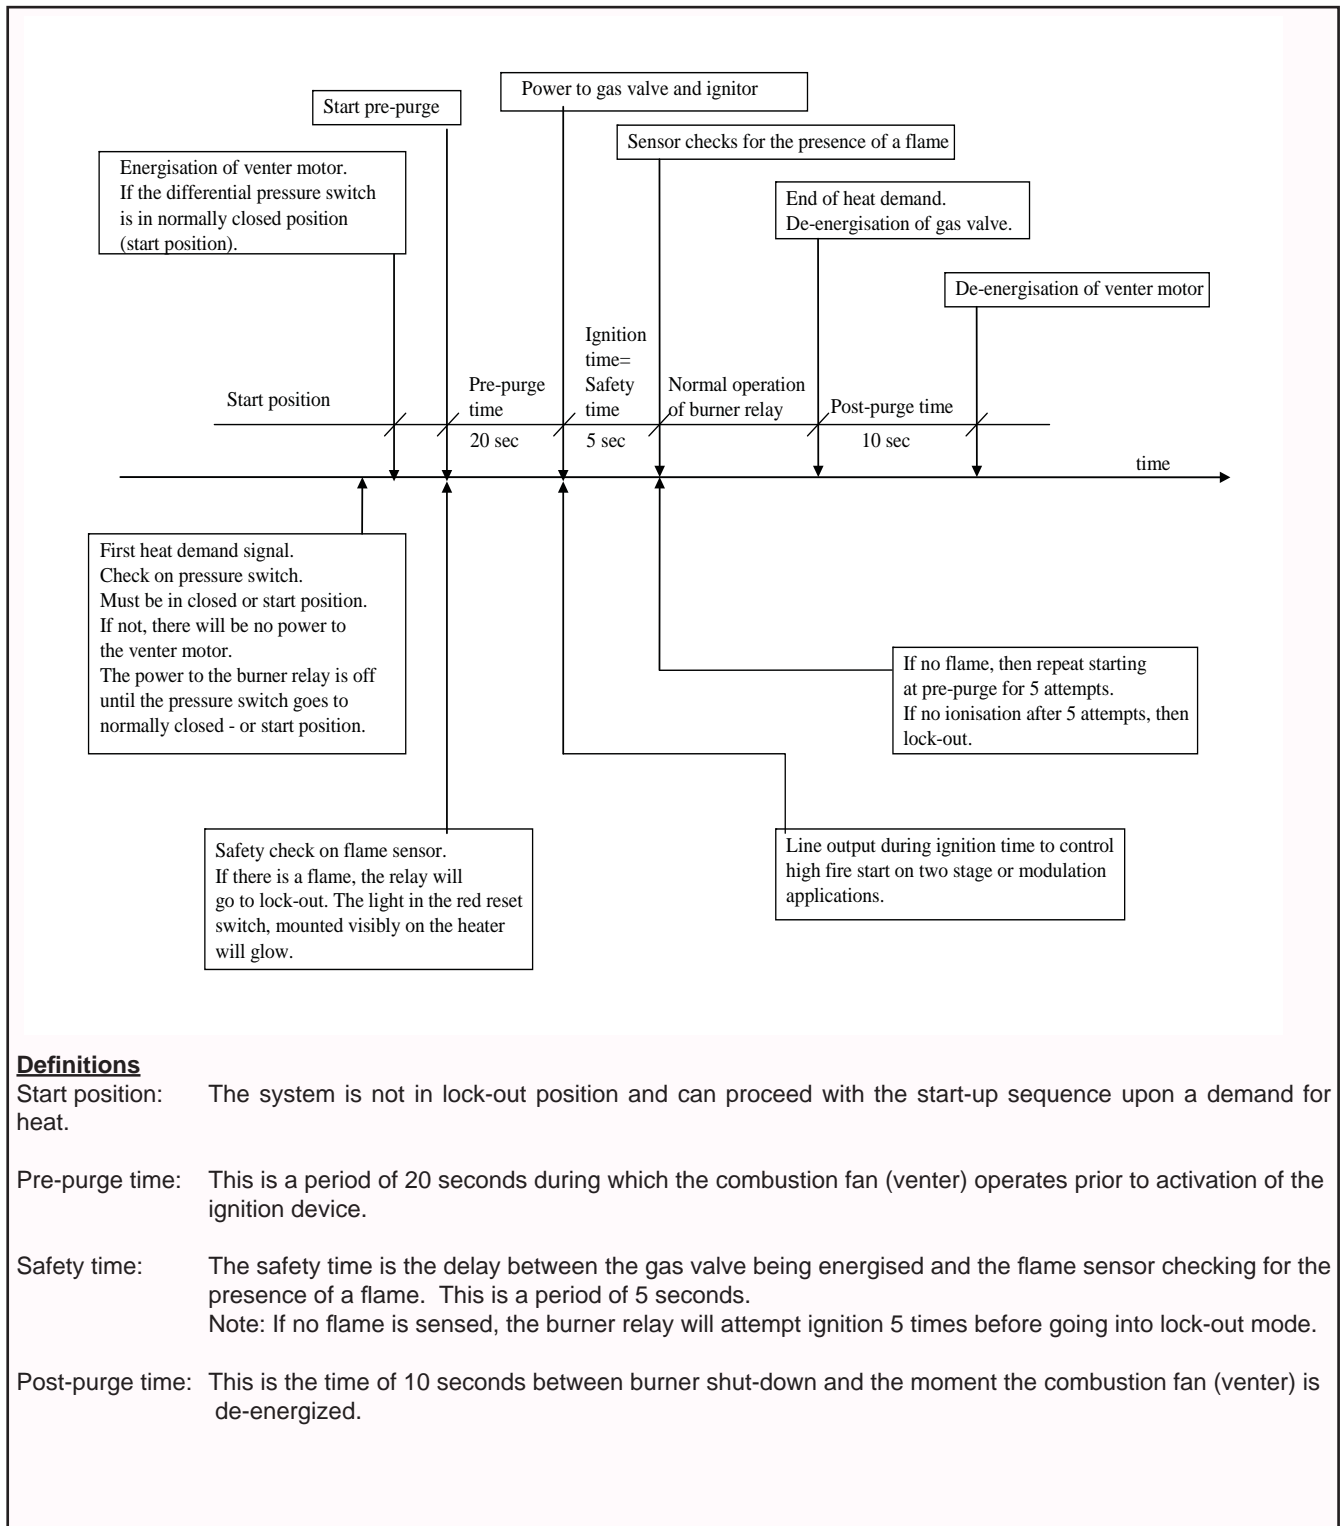 Power to gas valve and ignitor
Start pre-purge
Sensor checks for the presence of a flame
Energisation of venter motor.
If the differential pressure switch
is in normally closed position
(start position).
End of heat demand.
De-energisation of gas valve.
De-energisation of venter motor
Start position
Pre-purge
time
20 sec
Ignition
time=
Safety
time
5 sec
Normal operation
of burner relay
Post-purge time
10 sec
time
First heat demand signal.
Check on pressure switch.
Must be in closed or start position.
If not, there will be no power to
the venter motor.
The power to the burner relay is off
until the pressure switch goes to
normally closed - or start position.
If no flame, then repeat starting
at pre-purge for 5 attempts.
If no ionisation after 5 attempts, then
lock-out.
Safety check on flame sensor.
If there is a flame, the relay will
go to lock-out. The light in the red reset
switch, mounted visibly on the heater
will glow.
Line output during ignition time to control
high fire start on two stage or modulation
applications.
Definitions
Start position: The system is not in lock-out position and can proceed with the start-up sequence upon a demand for
heat.
Pre-purge time: This is a period of 20 seconds during which the combustion fan (venter) operates prior to activation of the
ignition device.
Safety time: The safety time is the delay between the gas valve being energised and the flame sensor checking for the
presence of a flame. This is a period of 5 seconds.
Note: If no flame is sensed, the burner relay will attempt ignition 5 times before going into lock-out mode.
Post-purge time: This is the time of 10 seconds between burner shut-down and the moment the combustion fan (venter) is
de-energized.